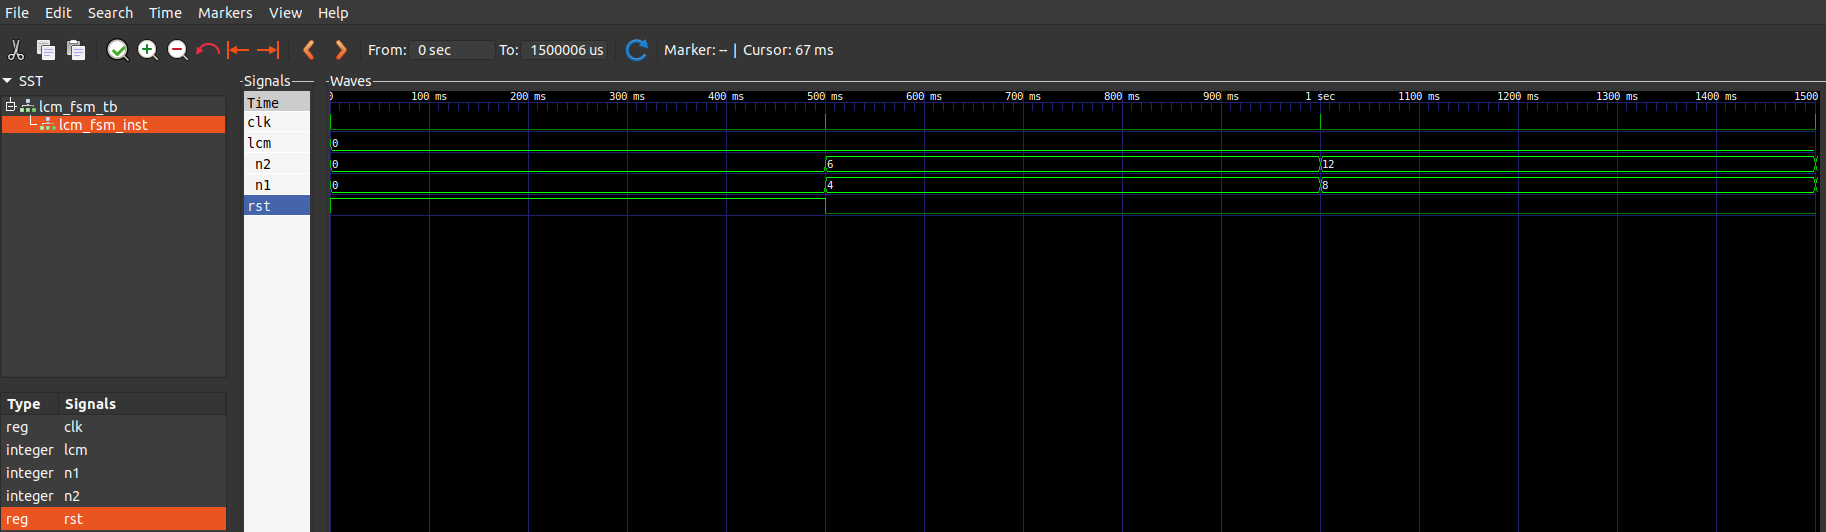 File Edit Search Time Markers View Help
From: 0 sec To: 1500006 us Marker: -- | Cursor: 67 ms
SST
lcm_fsm_tb
lcm_fsm_inst
Type Signals
reg clk
integer lcm
integer n1
integer n2
reg rst
Signals
Time
clk
lcm
n2
n1
rst
Waves
0 100 ms 200 ms 300 ms 400 ms 500 ms 600 ms 700 ms 800 ms 900 ms 1 sec 1100 ms 1200 ms 1300 ms 1400 ms 1500
0
0 6 12
0 4 8